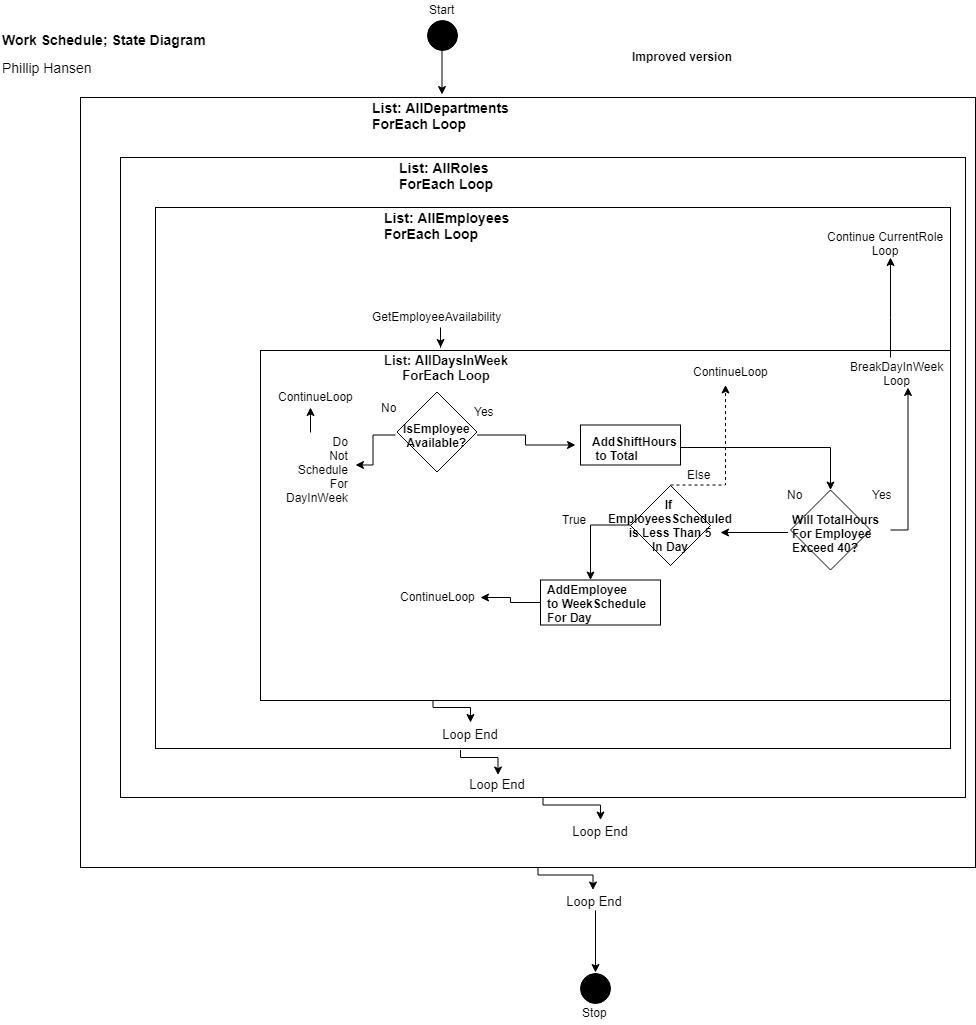 Start
Work Schedule; State Diagram
Phillip Hansen
Improved version
List: AllDepartments
ForEach Loop
List: AllRoles
ForEach Loop
List: AllEmployees
ForEach Loop
Continue CurrentRole
Loop
GetEmployeeAvailability
List: AllDaysInWeek
ForEach Loop
BreakDayInWeek
Loop
ContinueLoop
ContinueLoop
No
Yes
IsEmployee
Available?
Do
Not
Schedule
For
DayInWeek
AddShiftHours
to Total
Else
No
Yes
Will TotalHours
For Employee
Exceed 40?
If
EmployeesScheduled
is Less Than 5
In Day
True
AddEmployee
to WeekSchedule
For Day
ContinueLoop
Loop End
Loop End
Loop End
Loop End
Stop